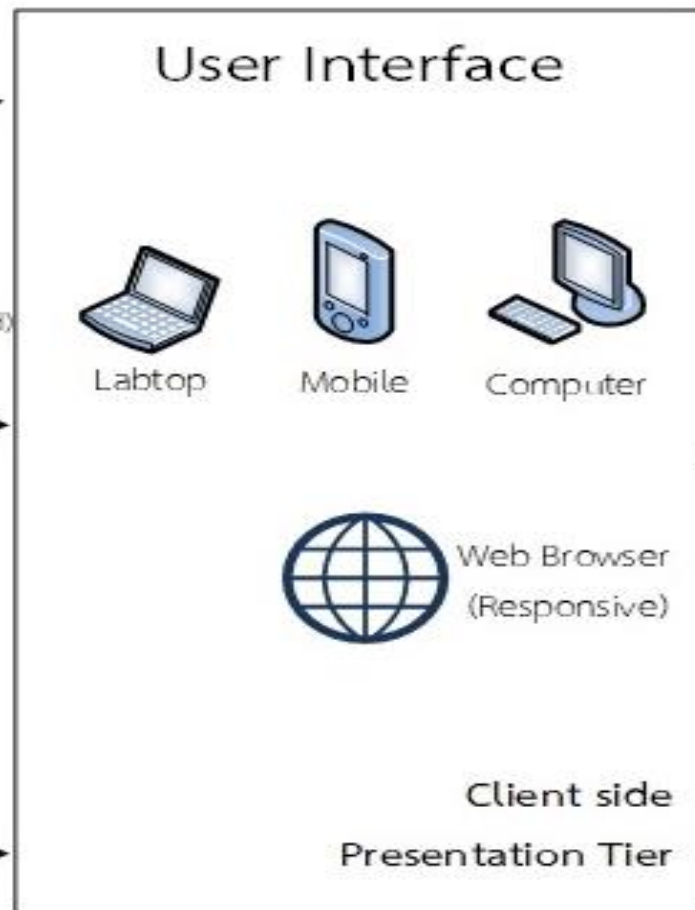 User Interface
Labtop Mobile Computer
Web Browser
(Responsive)
Client side
Presentation Tier